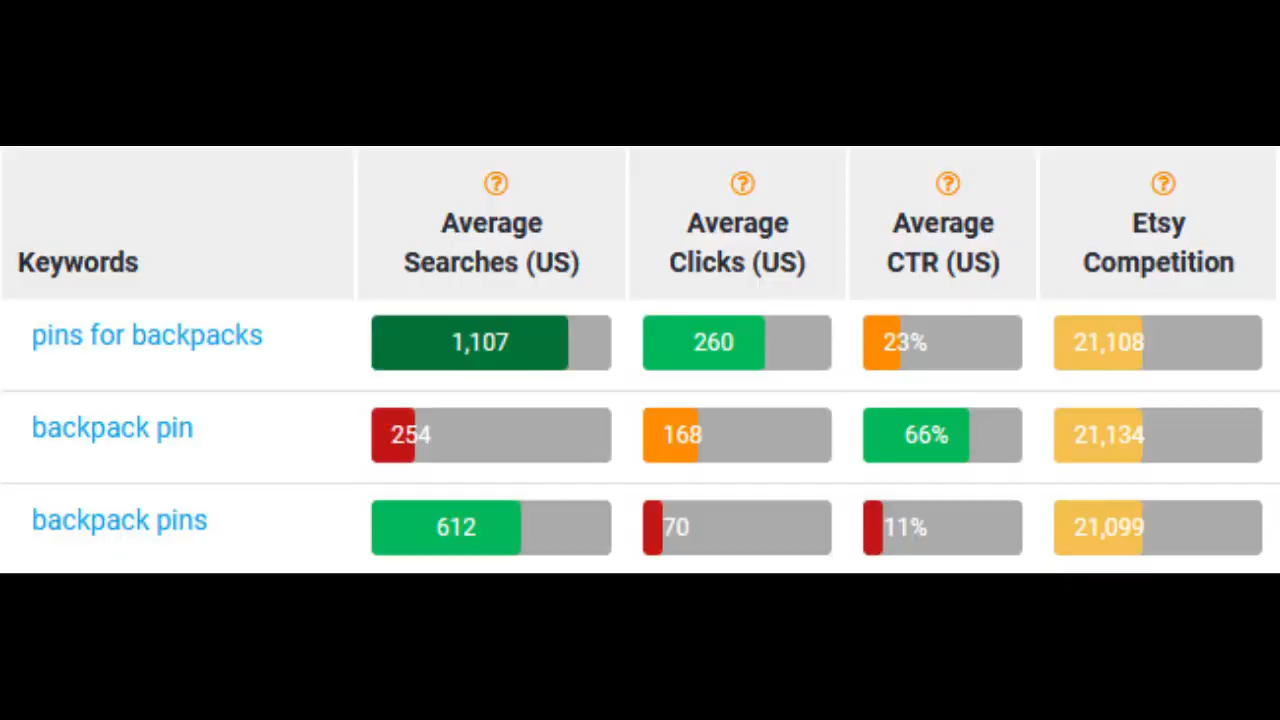 Keywords
Average
Searches (US)
Average
Clicks (US)
Average
CTR (US)
Etsy
Competition
pins for backpacks 1,107 260 23% 21,108
backpack pin 254 168 66% 21,134
backpack pins 612 70 11% 21,099